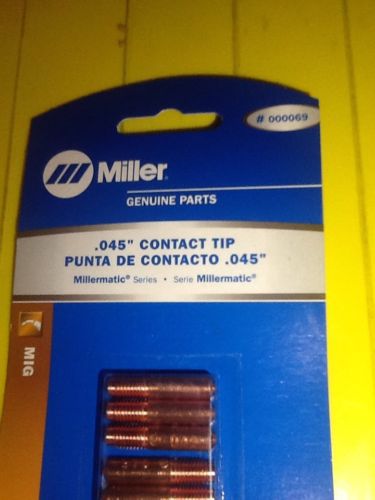 # 000069
Miller®
GENUINE PARTS
.045" CONTACT TIP
PUNTA DE CONTACTO .045"
Millermatic® Series • Serie Millermatic®
MIG